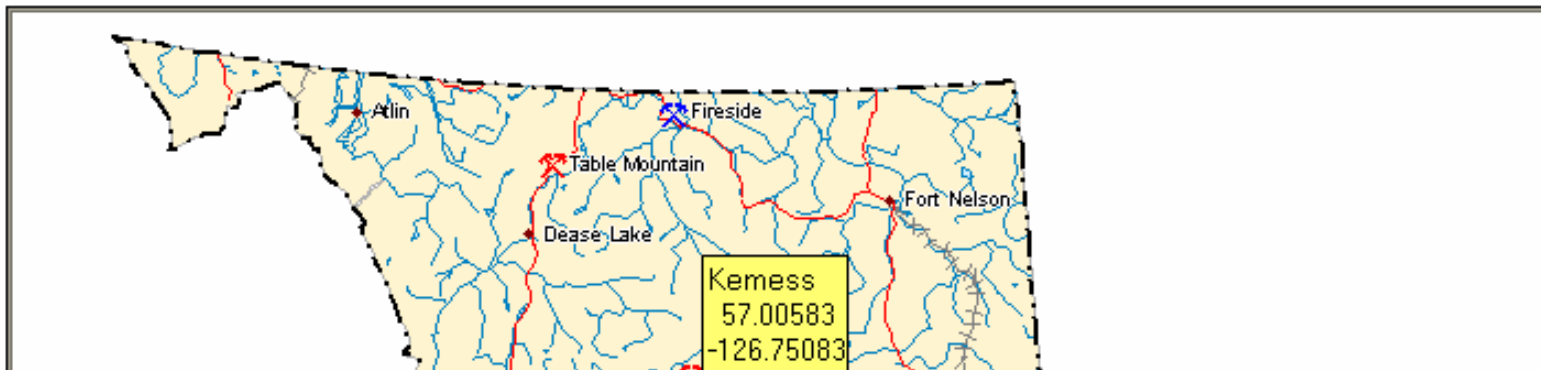 Atlin
Fireside
Table Mountain
Fort Nelson
Dease Lake
Kemess
57.00583
-126.75083